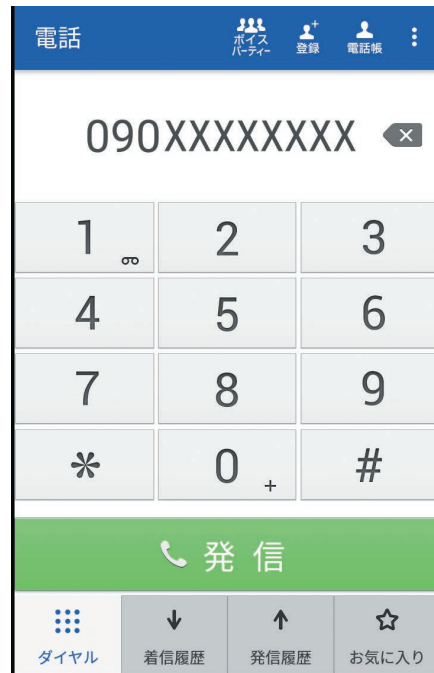 電話
ボイス
パーティー
登録
電話帳
090XXXXXXXX
1 2 3
4 5 6
7 8 9
* 0 + #
発信
ダイヤル 着信履歴 発信履歴 お気に入り